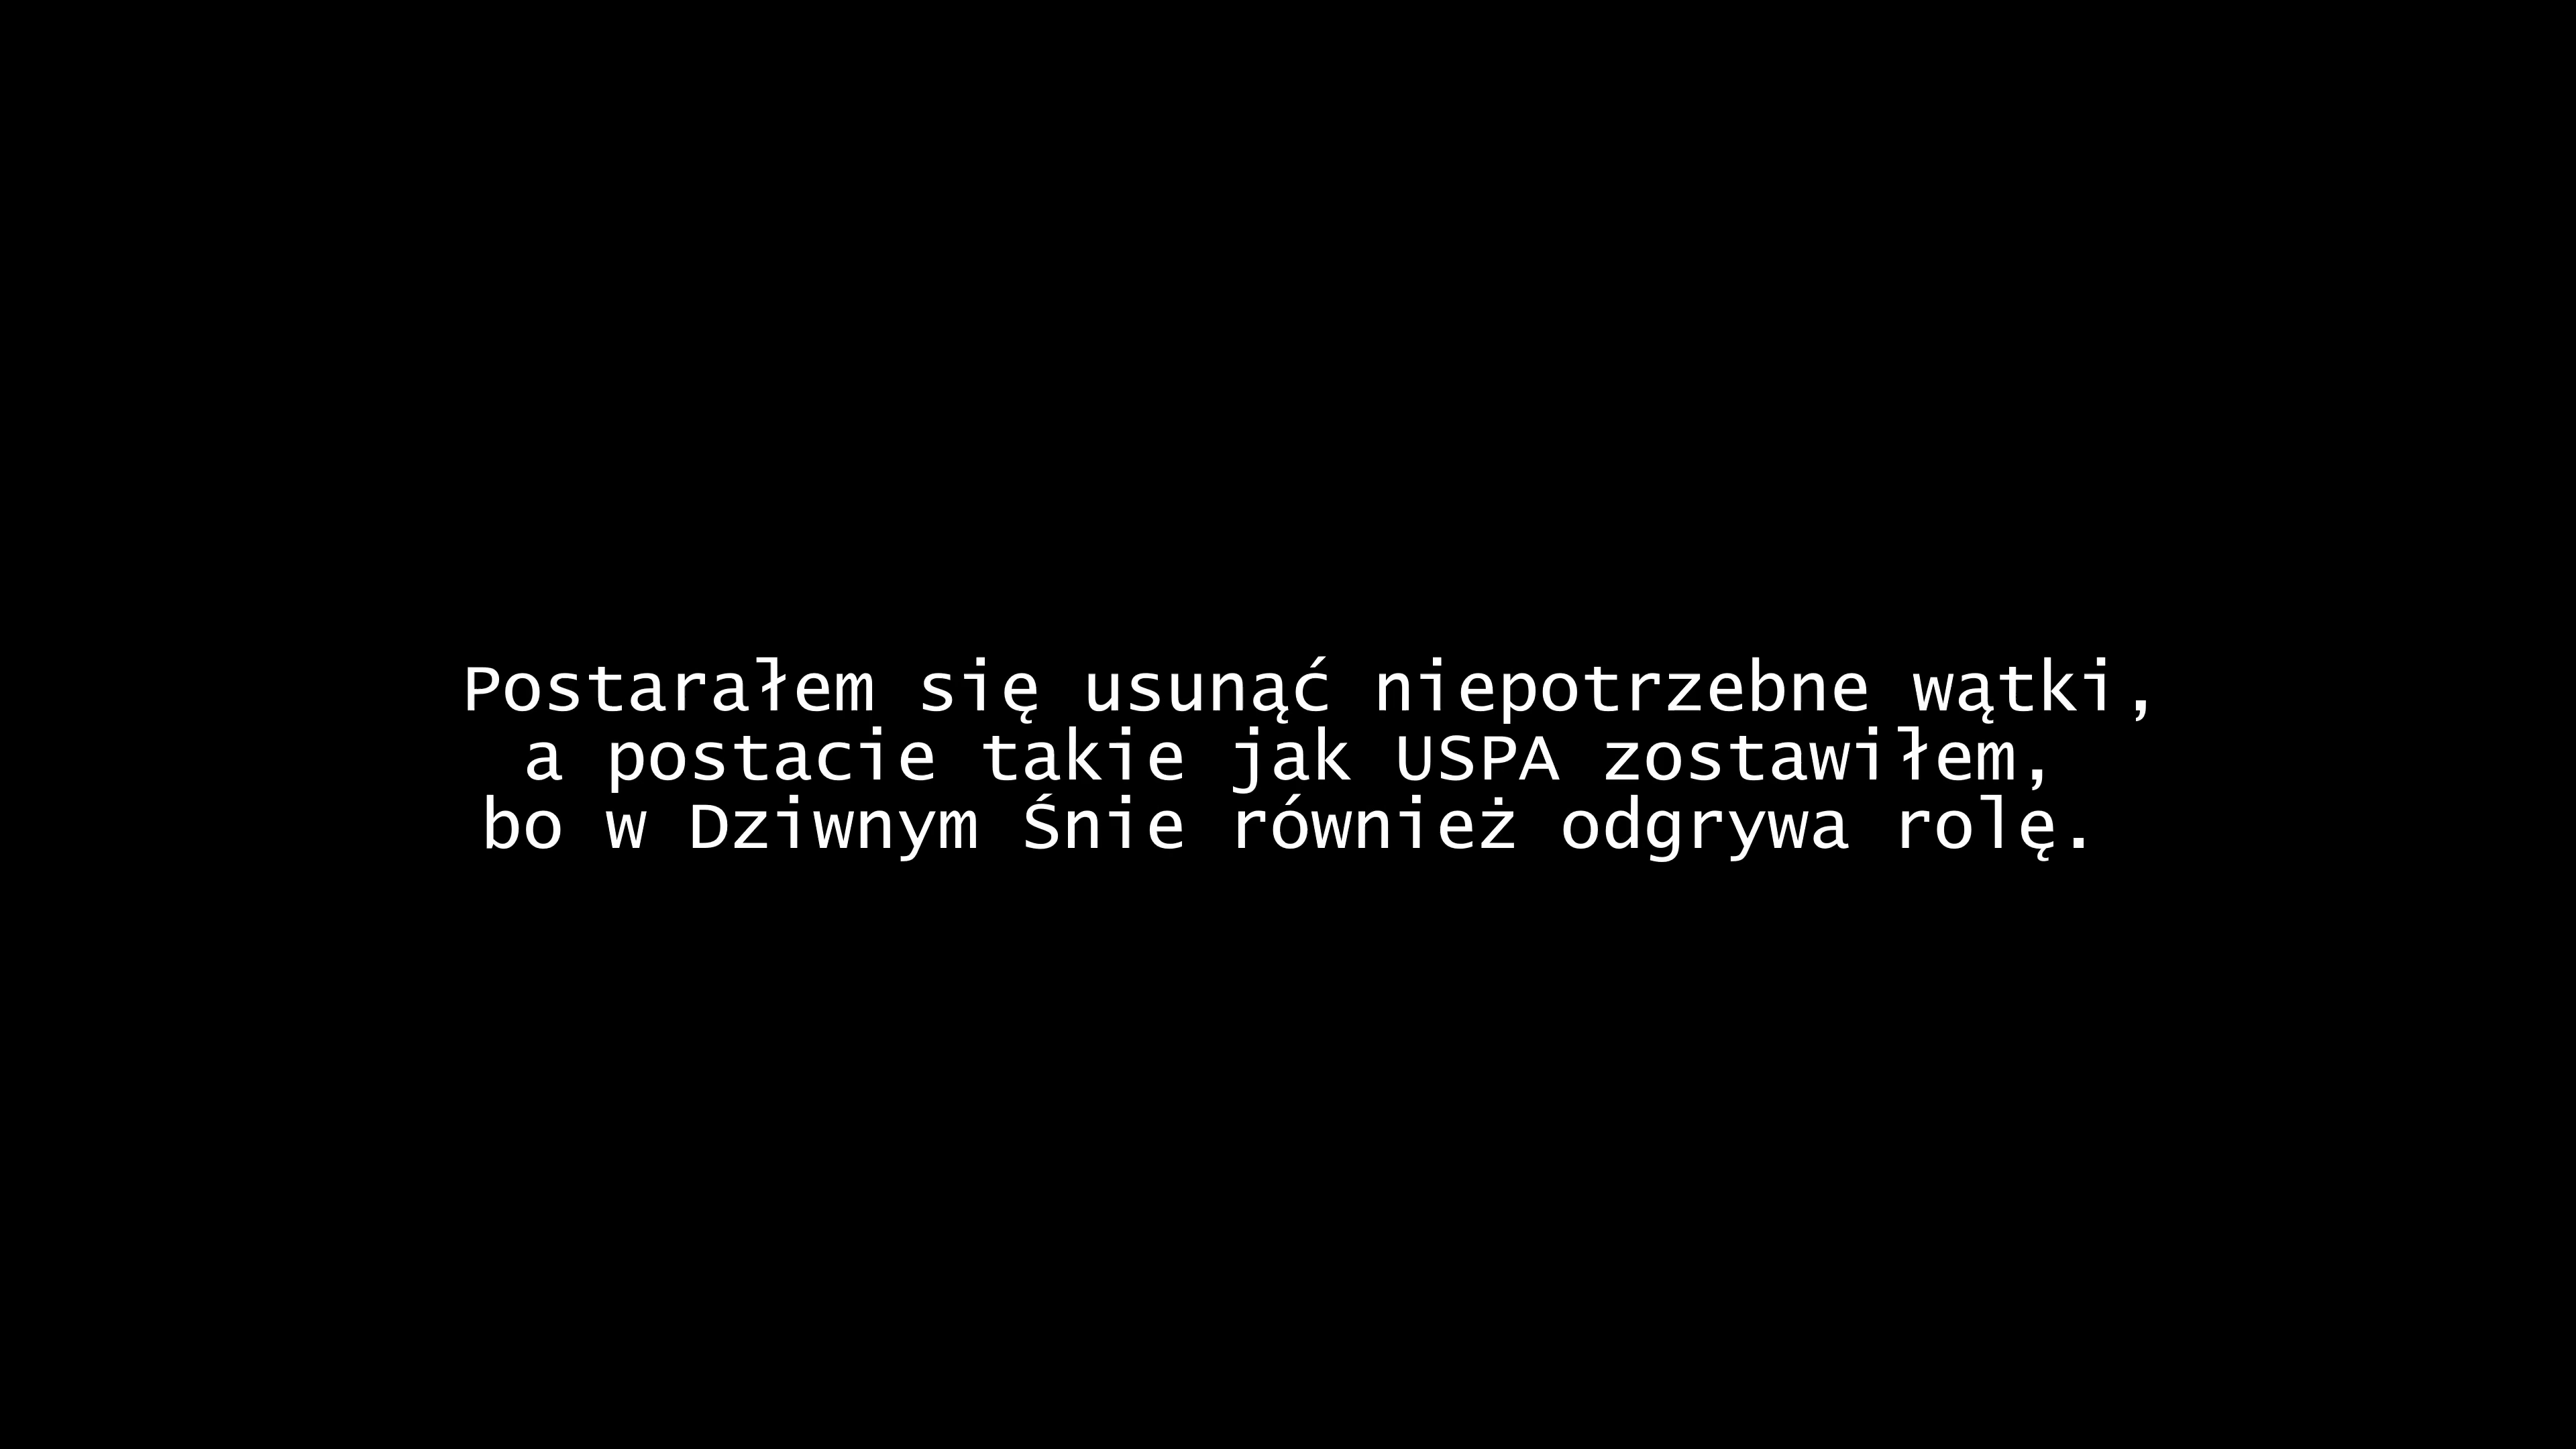 Postarałem się usunąć niepotrzebne wątki,
a postacie takie jak USPA zostawiłem,
bo w Dziwnym Śnie również odgrywa rolę.